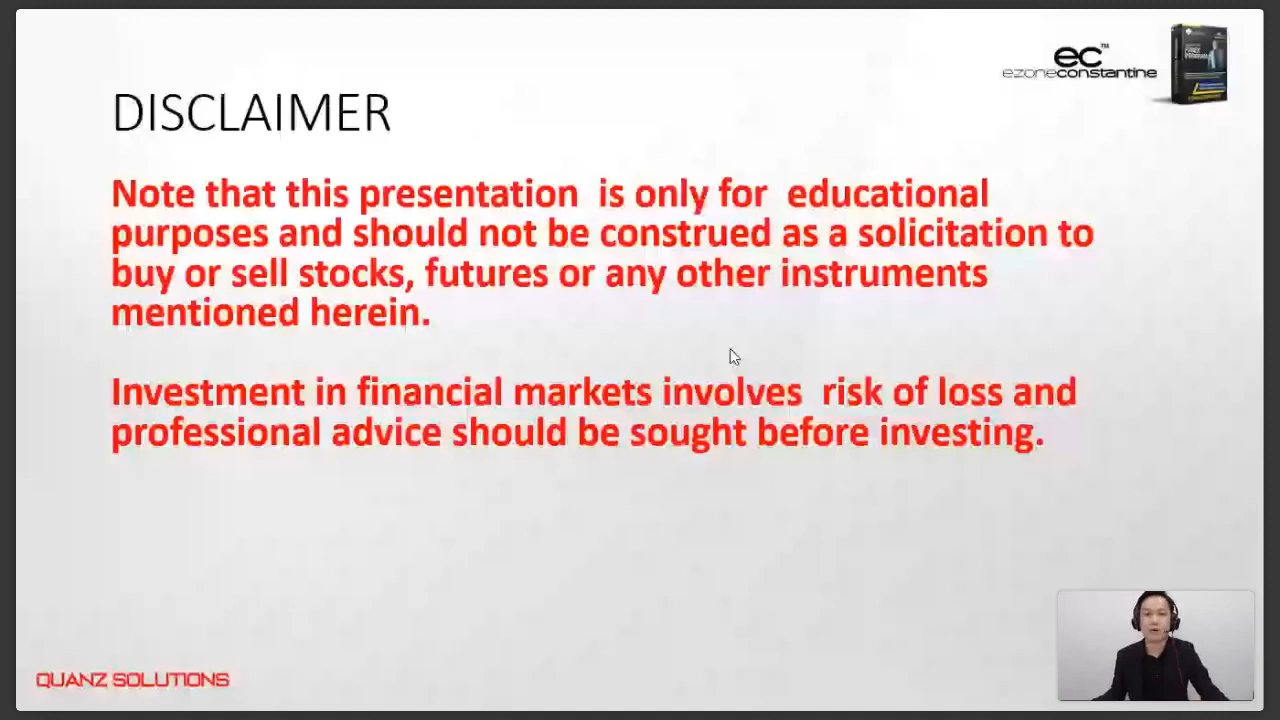 ec™
ezoneconstantine
DISCLAIMER
Note that this presentation is only for educational
purposes and should not be construed as a solicitation to
buy or sell stocks, futures or any other instruments
mentioned herein.
Investment in financial markets involves risk of loss and
professional advice should be sought before investing.
QUANZ SOLUTIONS